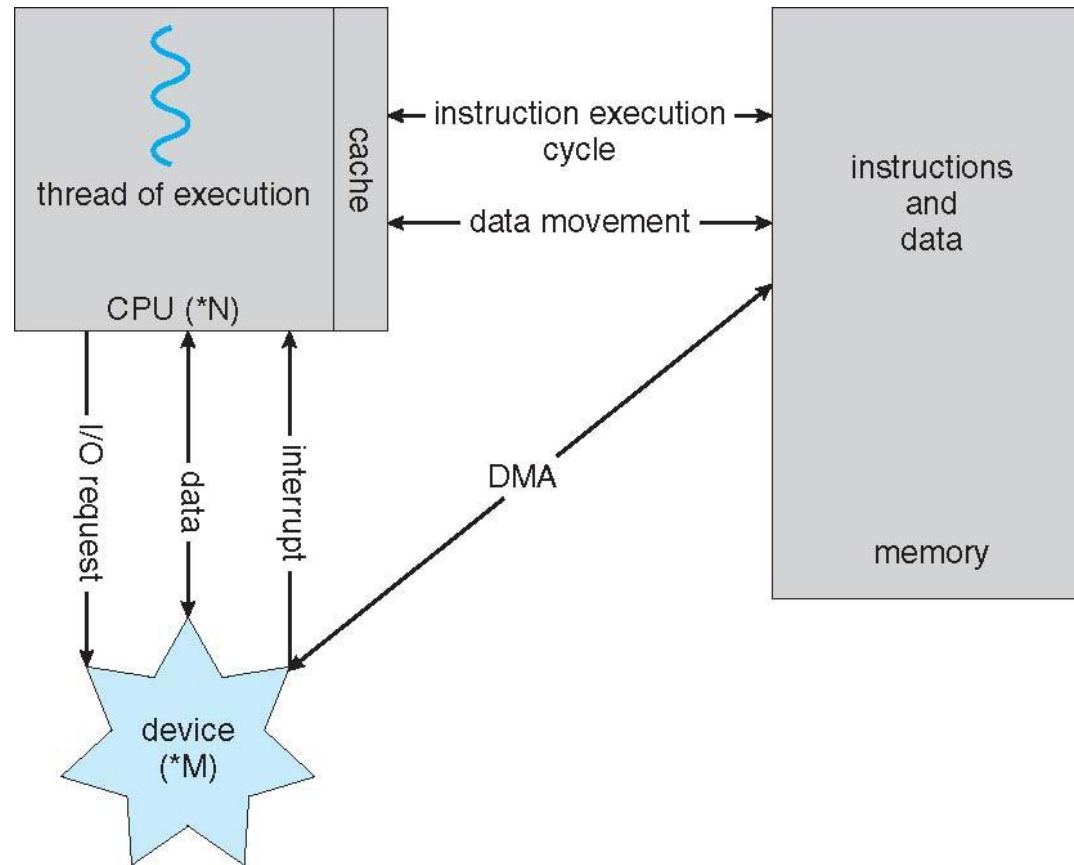 thread of execution
cache
CPU (*N)
instruction execution
cycle
data movement
instructions
and
data
memory
I/O request
data
interrupt
DMA
device
(*M)